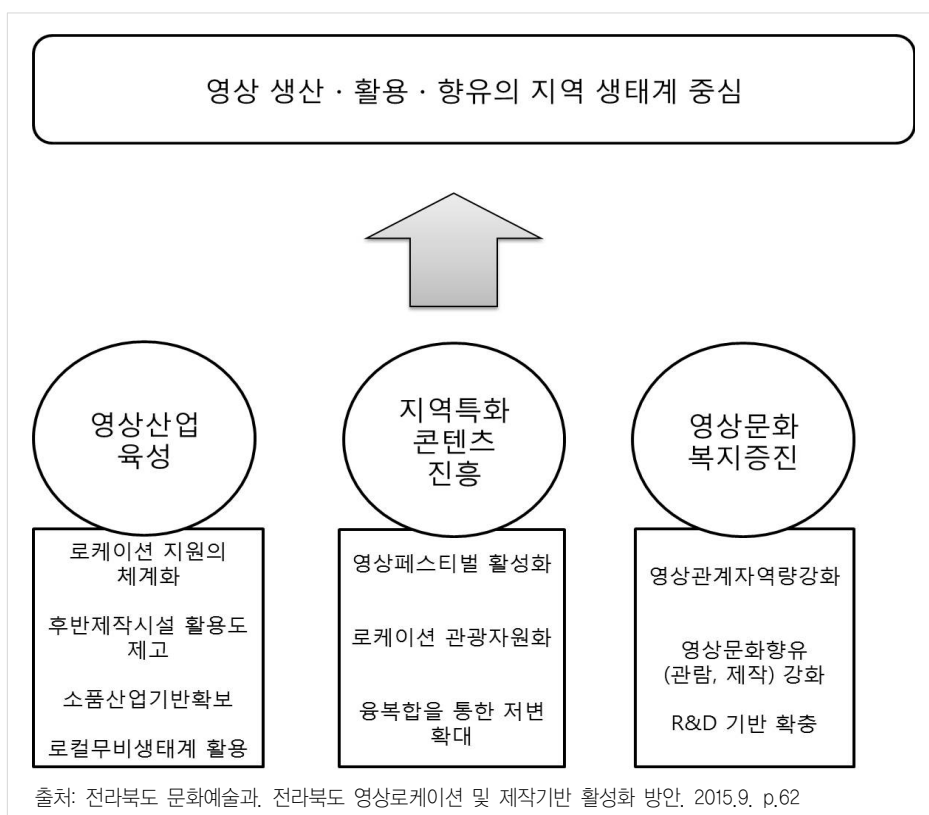 영상 생산 · 활용 · 향유의 지역 생태계 중심
영상산업
육성
로케이션 지원의
체계화
후반제작시설 활용도
제고
소품산업기반확보
로컬무비생태계 활용
지역특화
콘텐츠
진흥
영상페스티벌 활성화
로케이션 관광자원화
융복합을 통한 저변
확대
영상문화
복지증진
영상관계자역량강화
영상문화향유
(관람, 제작) 강화
R&D 기반 확충
출처: 전라북도 문화예술과. 전라북도 영상로케이션 및 제작기반 활성화 방안. 2015.9. p.62